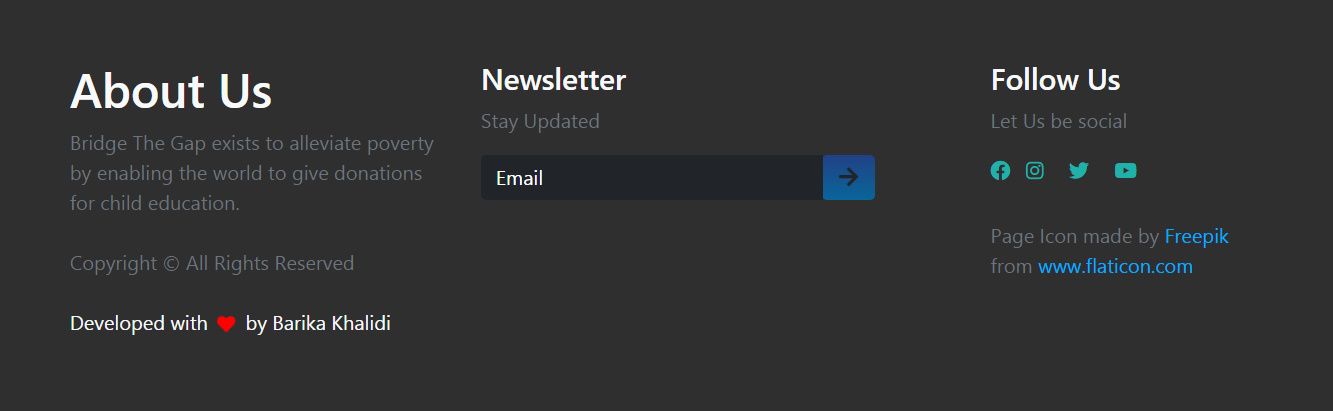 About Us
Bridge The Gap exists to alleviate poverty
by enabling the world to give donations
for child education.
Copyright © All Rights Reserved
Developed with ❤ by Barika Khalidi
Newsletter
Stay Updated
Email
Follow Us
Let Us be social
Page Icon made by Freepik
from www.flaticon.com